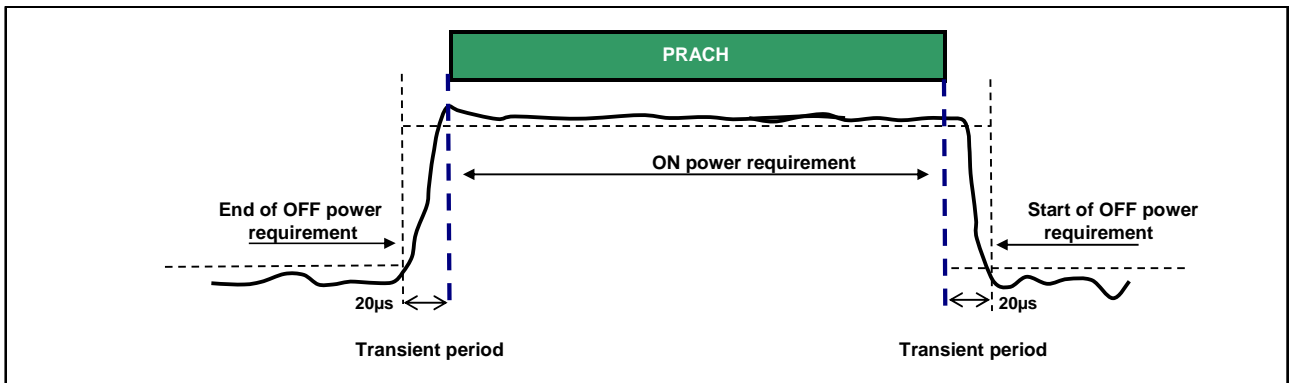 PRACH
ON power requirement
End of OFF power
requirement
Start of OFF power
requirement
20µs
20µs
Transient period
Transient period